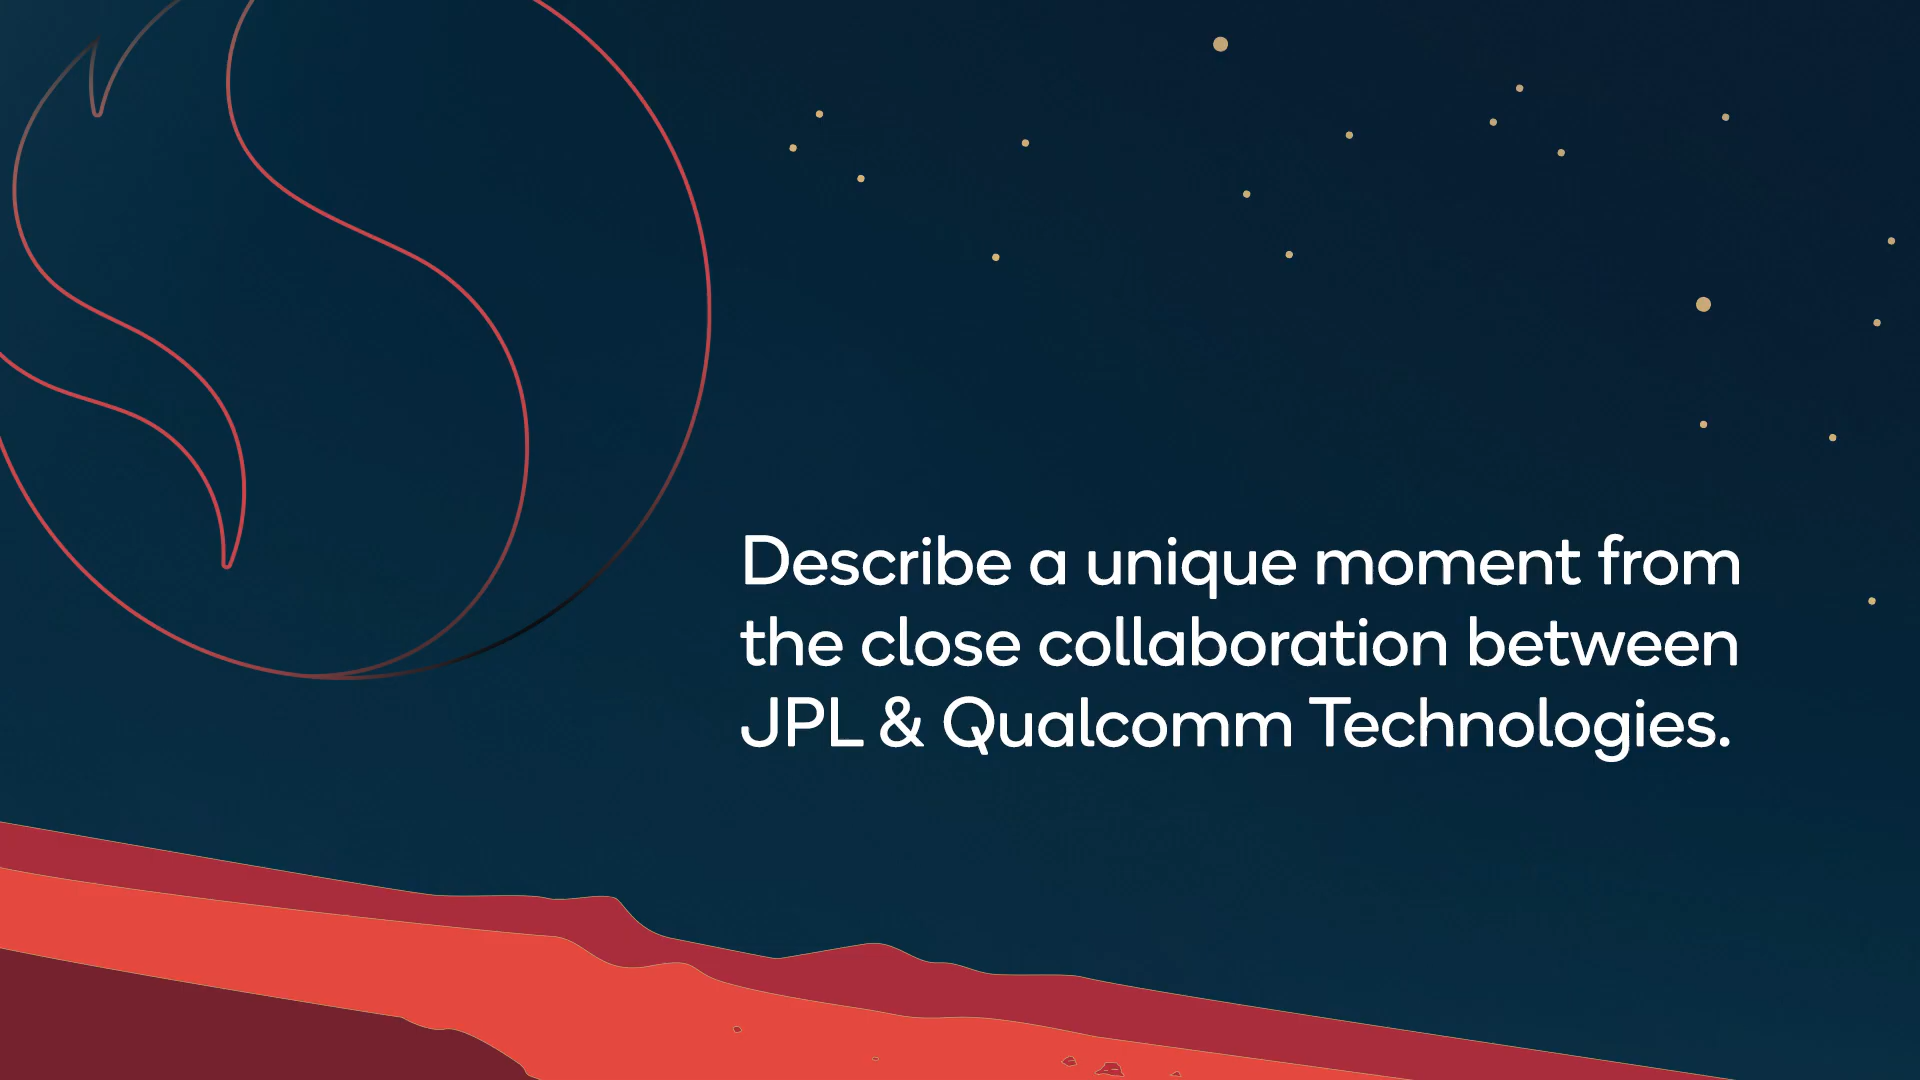 Describe a unique moment from
the close collaboration between
JPL & Qualcomm Technologies.